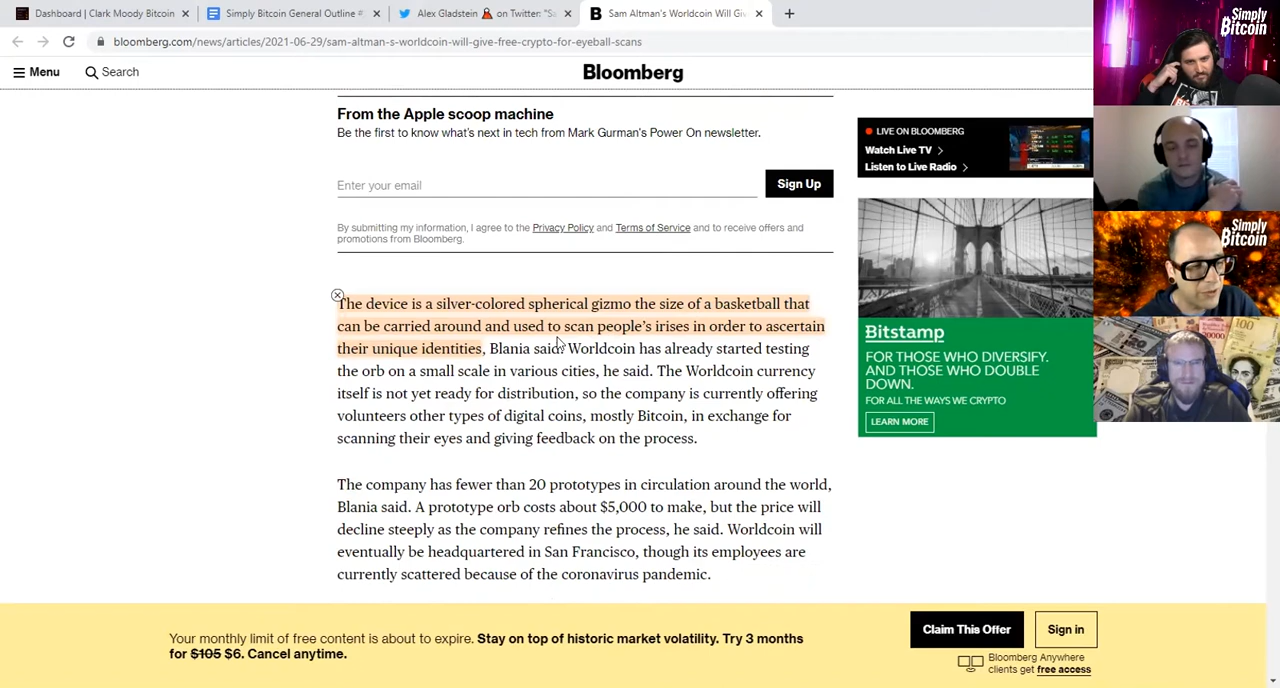 Dashboard | Clark Moody Bitcoin
Simply Bitcoin General Outline #
Alex Gladstein on Twitter: "Sa
Sam Altman's Worldcoin Will Giv
bloomberg.com/news/articles/2021-06-29/sam-altman-s-worldcoin-will-give-free-crypto-for-eyeball-scans
Menu
Search
Bloomberg
From the Apple scoop machine
Be the first to know what's next in tech from Mark Gurman's Power On newsletter.
Enter your email
Sign Up
By submitting my information, I agree to the Privacy Policy and Terms of Service and to receive offers and
promotions from Bloomberg.
The device is a silver-colored spherical gizmo the size of a basketball that
can be carried around and used to scan people's irises in order to ascertain
their unique identities, Blania said. Worldcoin has already started testing
the orb on a small scale in various cities, he said. The Worldcoin currency
itself is not yet ready for distribution, so the company is currently offering
volunteers other types of digital coins, mostly Bitcoin, in exchange for
scanning their eyes and giving feedback on the process.
The company has fewer than 20 prototypes in circulation around the world,
Blania said. A prototype orb costs about $5,000 to make, but the price will
decline steeply as the company refines the process, he said. Worldcoin will
eventually be headquartered in San Francisco, though its employees are
currently scattered because of the coronavirus pandemic.
LIVE ON BLOOMBERG
Watch Live TV
Listen to Live Radio
Bitstamp
FOR THOSE WHO DIVERSIFY.
AND THOSE WHO DOUBLE
DOWN.
FOR ALL THE WAYS WE CRYPTO
LEARN MORE
Simply
Bitcoin
Simply
Bitcoin
100
Your monthly limit of free content is about to expire. Stay on top of historic market volatility. Try 3 months
for $105 $6. Cancel anytime.
Claim This Offer
Sign in
Bloomberg Anywhere
clients get free access